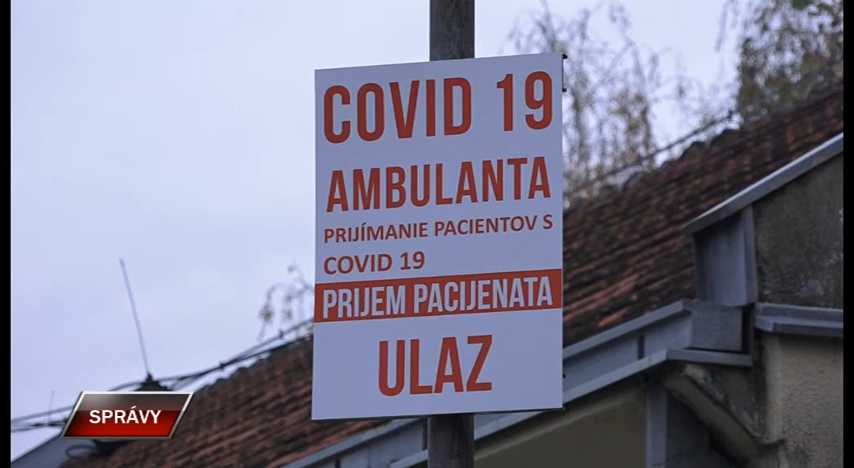 COVID 19
AMBULANTA
PRIJÍMANIE PACIENTOV S
COVID 19
PRIJEM PACIJENATA
ULAZ
SPRÁVY